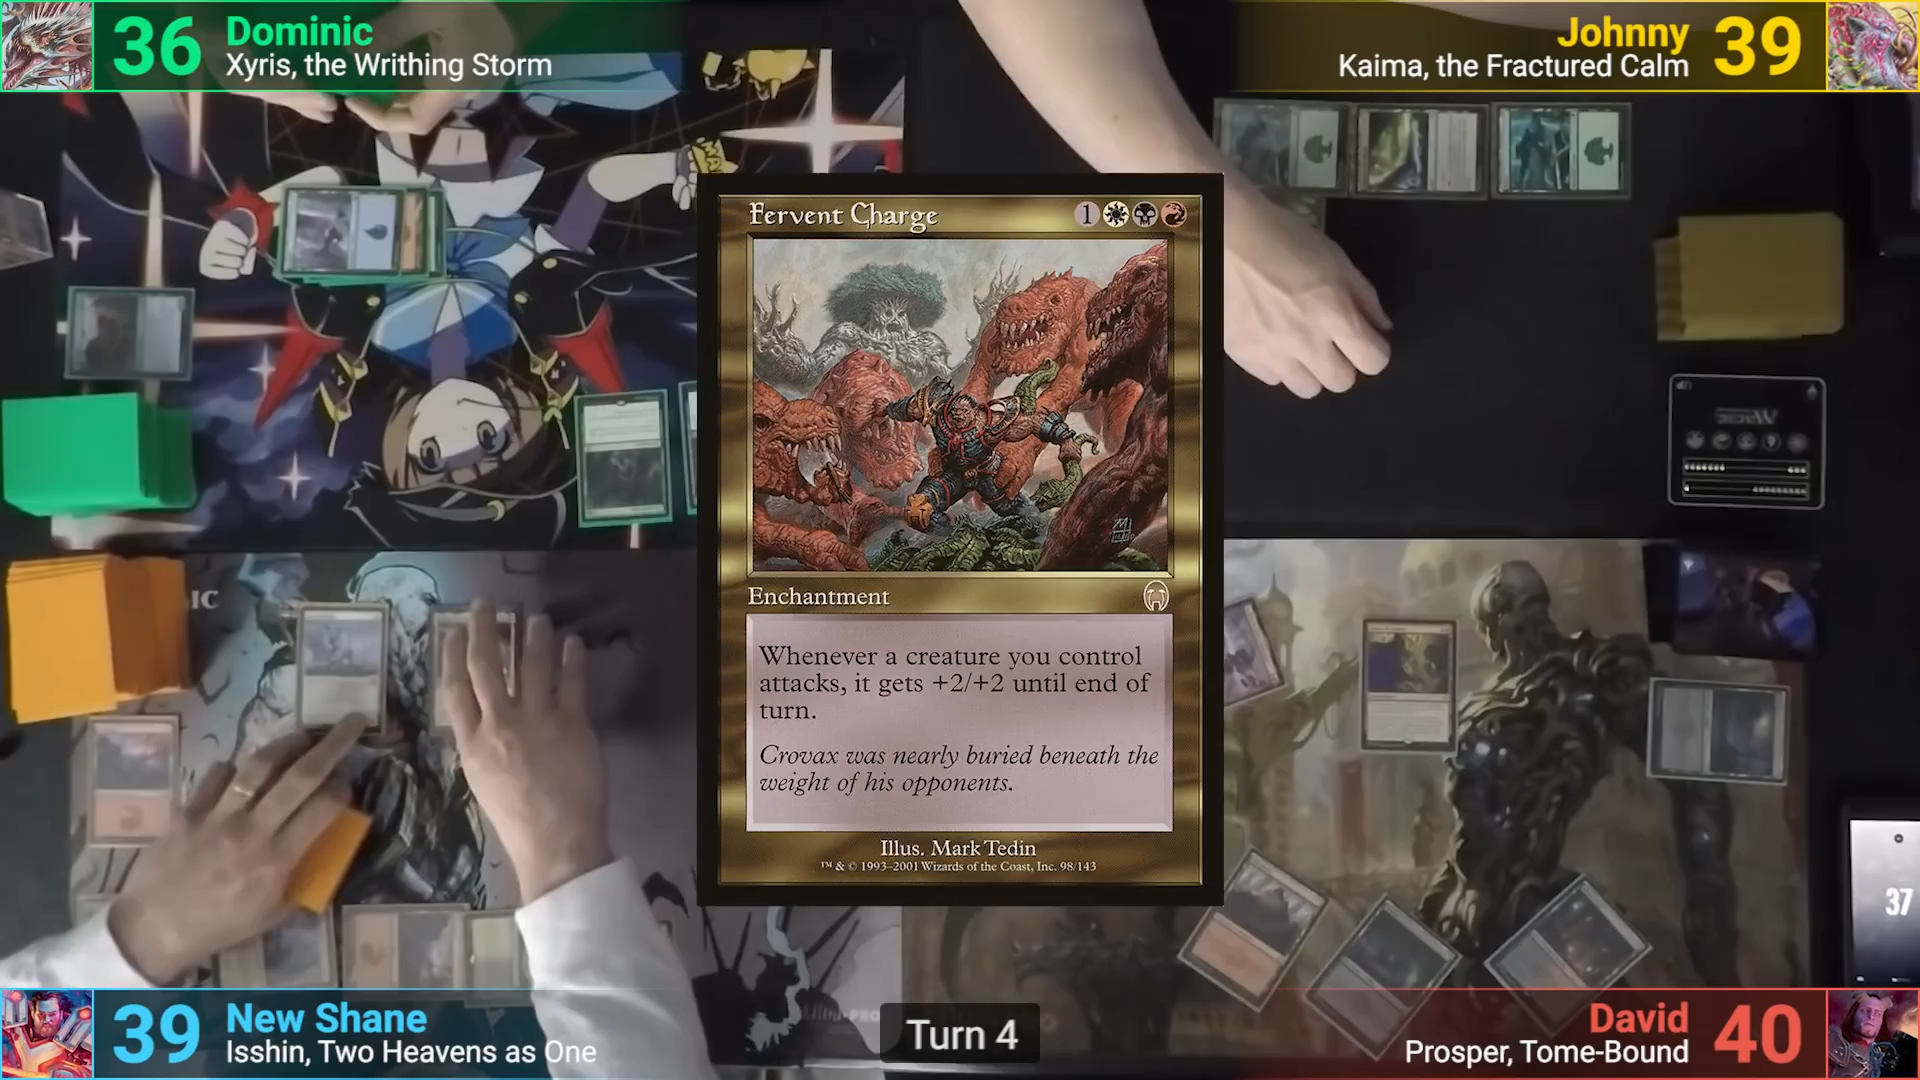 36 Dominic
Xyris, the Writhing Storm
Johnny 39
Kaima, the Fractured Calm
Fervent Charge 1
Enchantment
Whenever a creature you control
attacks, it gets +2/+2 until end of
turn.
Crovax was nearly buried beneath the
weight of his opponents.
Illus. Mark Tedin
™ & © 1993–2001 Wizards of the Coast, Inc. 98/143
37
39 New Shane
Isshin, Two Heavens as One
Turn 4
David 40
Prosper, Tome-Bound